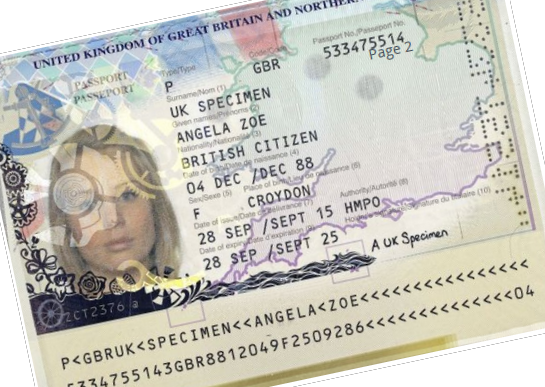 UNITED KINGDOM OF GREAT BRITAIN AND NORTHERN
PASSPORT
PASSEPORT
Type/Type
Code/Code
Passport No./Passeport No.
P
GBR
533475514
Page 2
Surname/Nom (1)
UK SPECIMEN
Given names/Prénoms (2)
ANGELA ZOE
Nationality/Nationalité (3)
BRITISH CITIZEN
Date of birth/Date de naissance (4)
04 DEC /DEC 88
Sex/Sexe (5)
Place of birth/Lieu de naissance (6)
F
CROYDON
Date of issue/Date de délivrance (7)
Authority/Autorité (8)
28 SEP /SEPT 15
HMPO
Date of expiry/Date d'expiration (9)
Holder's signature/Signature du titulaire (10)
28 SEP /SEPT 25
A UK Specimen
2CT2376
P<GBRUK<SPECIMEN<<ANGELA<ZOE<<<<<<<<<<<<<<<<
5334755143GBR8812049F2509286<<<<<<<<<<<<<<04